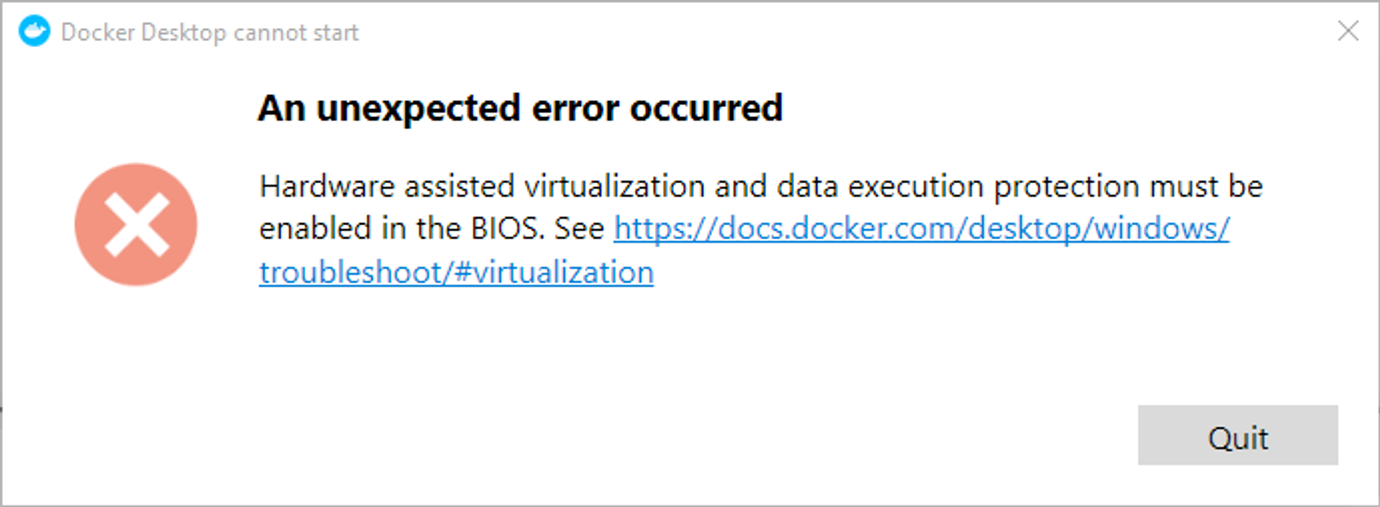 Docker Desktop cannot start
An unexpected error occurred
Hardware assisted virtualization and data execution protection must be
enabled in the BIOS. See https://docs.docker.com/desktop/windows/
troubleshoot/#virtualization
Quit